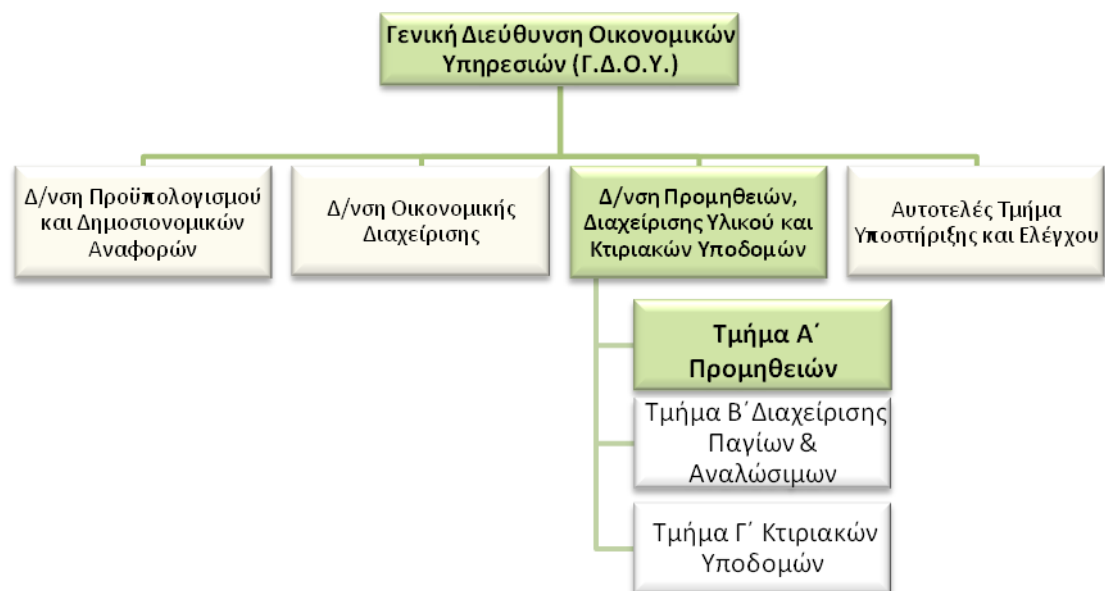 Γενική Διεύθυνση Οικονομικών
Υπηρεσιών (Γ.Δ.Ο.Υ.)
Δ/νση Προϋπολογισμού
και Δημοσιονομικών
Αναφορών
Δ/νση Οικονομικής
Διαχείρισης
Δ/νση Προμηθειών,
Διαχείρισης Υλικού και
Κτιριακών Υποδομών
Αυτοτελές Τμήμα
Υποστήριξης και Ελέγχου
Τμήμα Α΄
Προμηθειών
Τμήμα Β΄Διαχείρισης
Παγίων &
Αναλώσιμων
Τμήμα Γ΄ Κτιριακών
Υποδομών